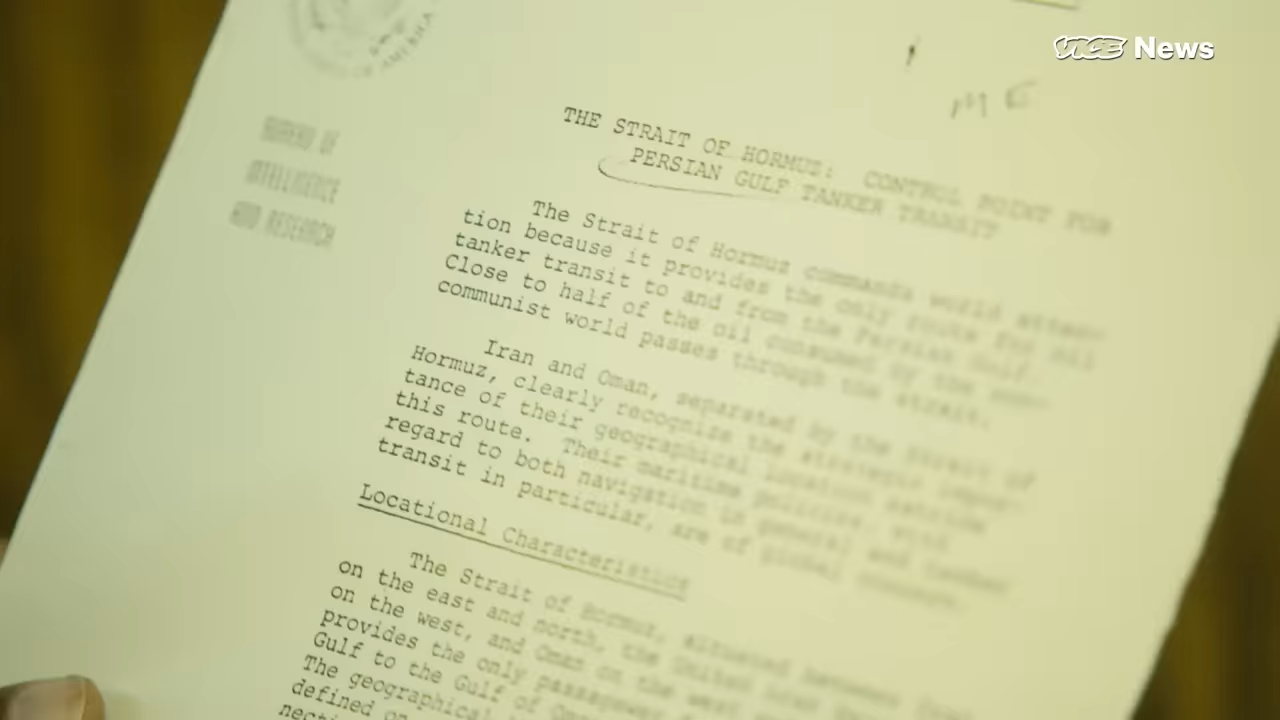 VICE News
OF AMERICA
ME
BUREAU OF
INTELLIGENCE
AND RESEARCH
THE STRAIT OF HORMUS: CONTROL POINT FOR
PERSIAN GULF TANKER TRANSIT
The Strait of Hormuz commands world atten-
tion because it provides the only route for oil
tanker transit to and from the Persian Gulf.
Close to half of the oil consumed by the non-
communist world passes through the strait.
Iran and Oman, separated by the Strait of
Hormuz, clearly recognize the strategic impor-
tance of their geographical location astride
this route. Their maritime policies, with
regard to both navigation in general and tanker
transit in particular, are of global concern.
Locational Characteristics
The Strait of Hormuz, situated between Iran
on the east and north, the United Arab
on the west, and Oman on the west
provides the only passageway
Gulf to the Gulf of Oman
The geographical
defined on